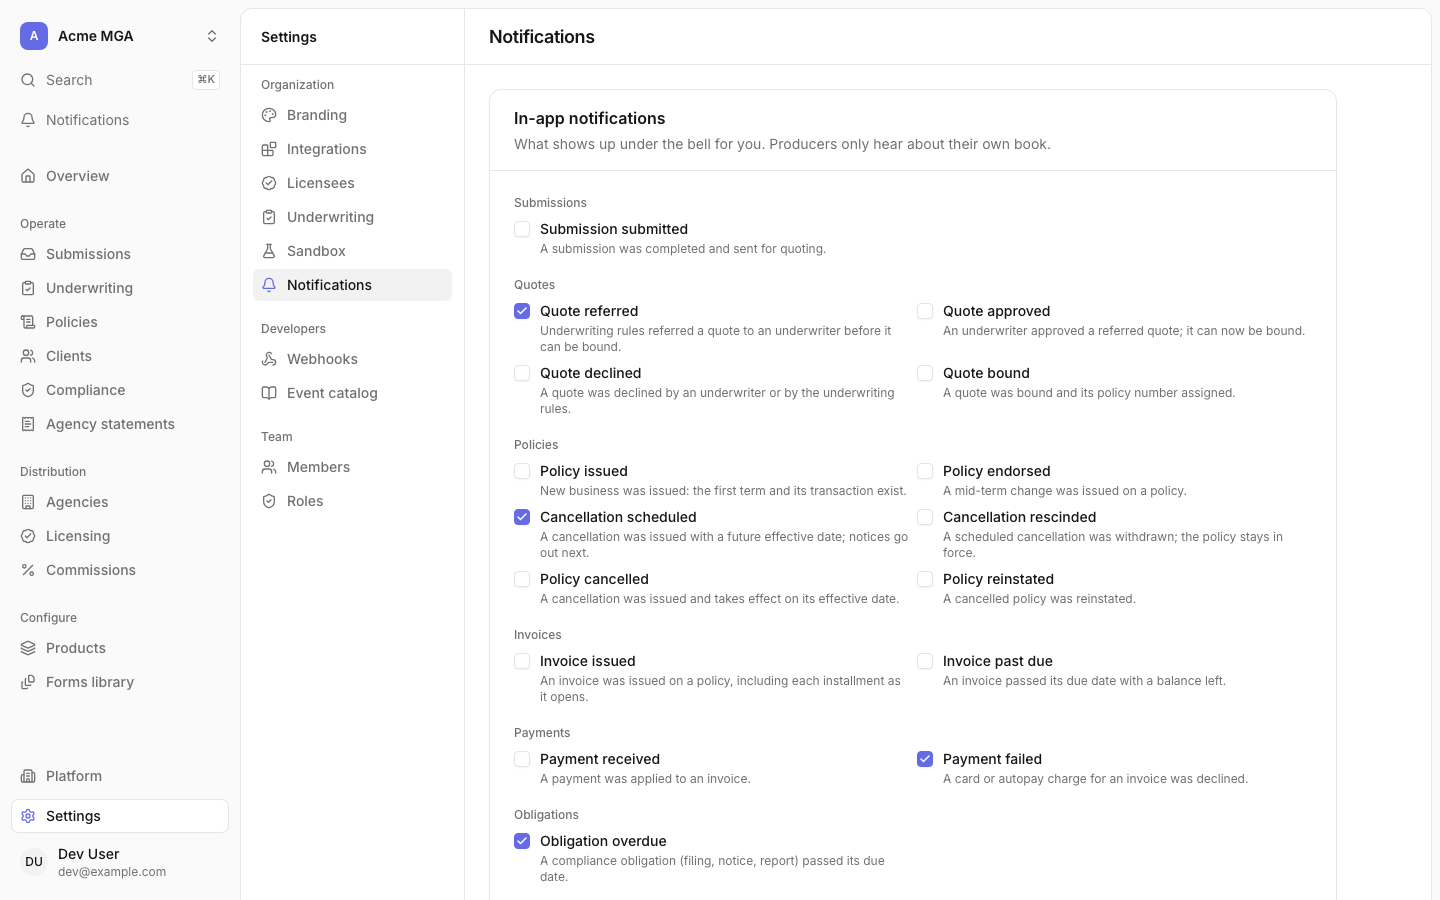 A
Acme MGA
Search
⌘K
Notifications
Overview
Operate
Submissions
Underwriting
Policies
Clients
Compliance
Agency statements
Distribution
Agencies
Licensing
Commissions
Configure
Products
Forms library
Platform
Settings
DU
Dev User
dev@example.com
Settings
Organization
Branding
Integrations
Licensees
Underwriting
Sandbox
Notifications
Developers
Webhooks
Event catalog
Team
Members
Roles
Notifications
In-app notifications
What shows up under the bell for you. Producers only hear about their own book.
Submissions
Submission submitted
A submission was completed and sent for quoting.
Quotes
Quote referred
Underwriting rules referred a quote to an underwriter before it
can be bound.
Quote approved
An underwriter approved a referred quote; it can now be bound.
Quote declined
A quote was declined by an underwriter or by the underwriting
rules.
Quote bound
A quote was bound and its policy number assigned.
Policies
Policy issued
New business was issued: the first term and its transaction exist.
Policy endorsed
A mid-term change was issued on a policy.
Cancellation scheduled
A cancellation was issued with a future effective date; notices go
out next.
Cancellation rescinded
A scheduled cancellation was withdrawn; the policy stays in
force.
Policy cancelled
A cancellation was issued and takes effect on its effective date.
Policy reinstated
A cancelled policy was reinstated.
Invoices
Invoice issued
An invoice was issued on a policy, including each installment as
it opens.
Invoice past due
An invoice passed its due date with a balance left.
Payments
Payment received
A payment was applied to an invoice.
Payment failed
A card or autopay charge for an invoice was declined.
Obligations
Obligation overdue
A compliance obligation (filing, notice, report) passed its due
date.